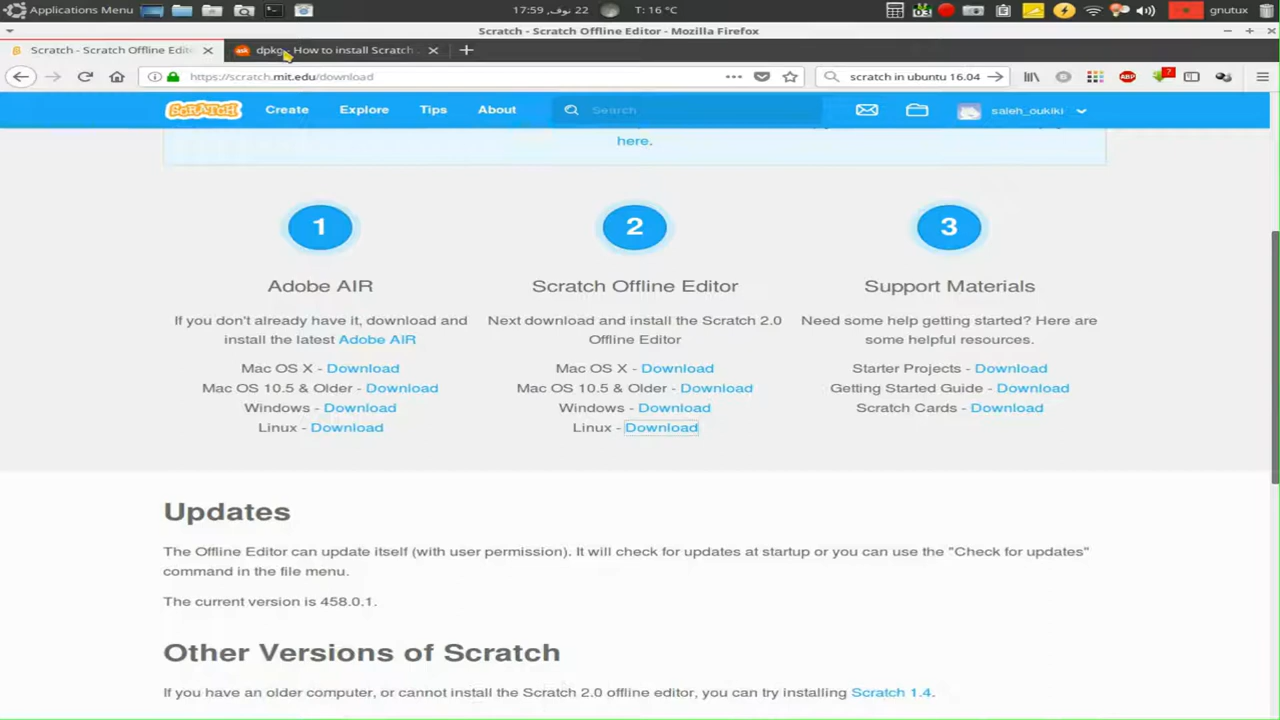 Applications Menu
17:59 ,نوف 22
T: 16 °C
gnutux
Scratch - Scratch Offline Editor - Mozilla Firefox
Scratch - Scratch Offline Edito
dpkg - How to install Scratch
https://scratch.mit.edu/download
scratch in ubuntu 16.04
ABP
7
SCRATCH
Create
Explore
Tips
About
Search
saleh_oukiki
here.
1
2
3
Adobe AIR
Scratch Offline Editor
Support Materials
If you don't already have it, download and
install the latest Adobe AIR
Next download and install the Scratch 2.0
Offline Editor
Need some help getting started? Here are
some helpful resources.
Mac OS X - Download
Mac OS 10.5 & Older - Download
Windows - Download
Linux - Download
Mac OS X - Download
Mac OS 10.5 & Older - Download
Windows - Download
Linux - Download
Starter Projects - Download
Getting Started Guide - Download
Scratch Cards - Download
Updates
The Offline Editor can update itself (with user permission). It will check for updates at startup or you can use the "Check for updates"
command in the file menu.
The current version is 458.0.1.
Other Versions of Scratch
If you have an older computer, or cannot install the Scratch 2.0 offline editor, you can try installing Scratch 1.4.